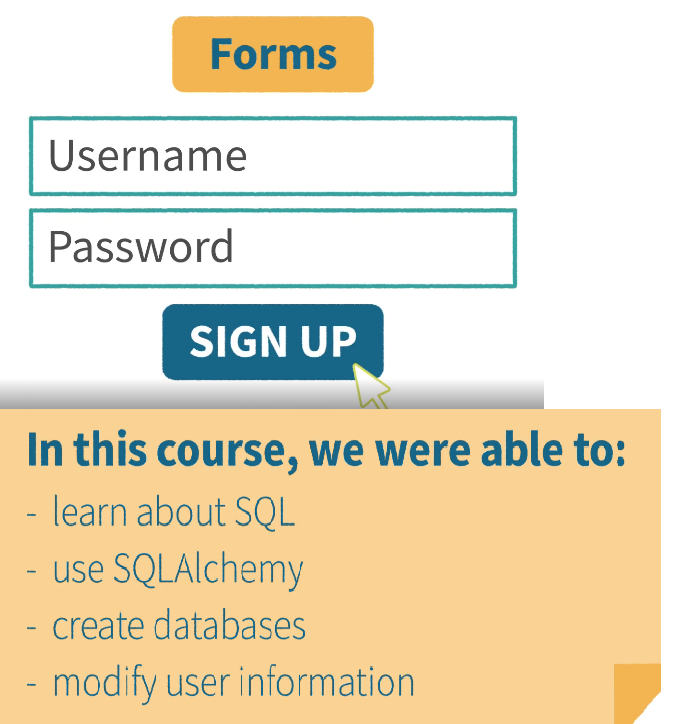 Forms
Username
Password
SIGN UP
In this course, we were able to:
- learn about SQL
- use SQLAlchemy
- create databases
- modify user information